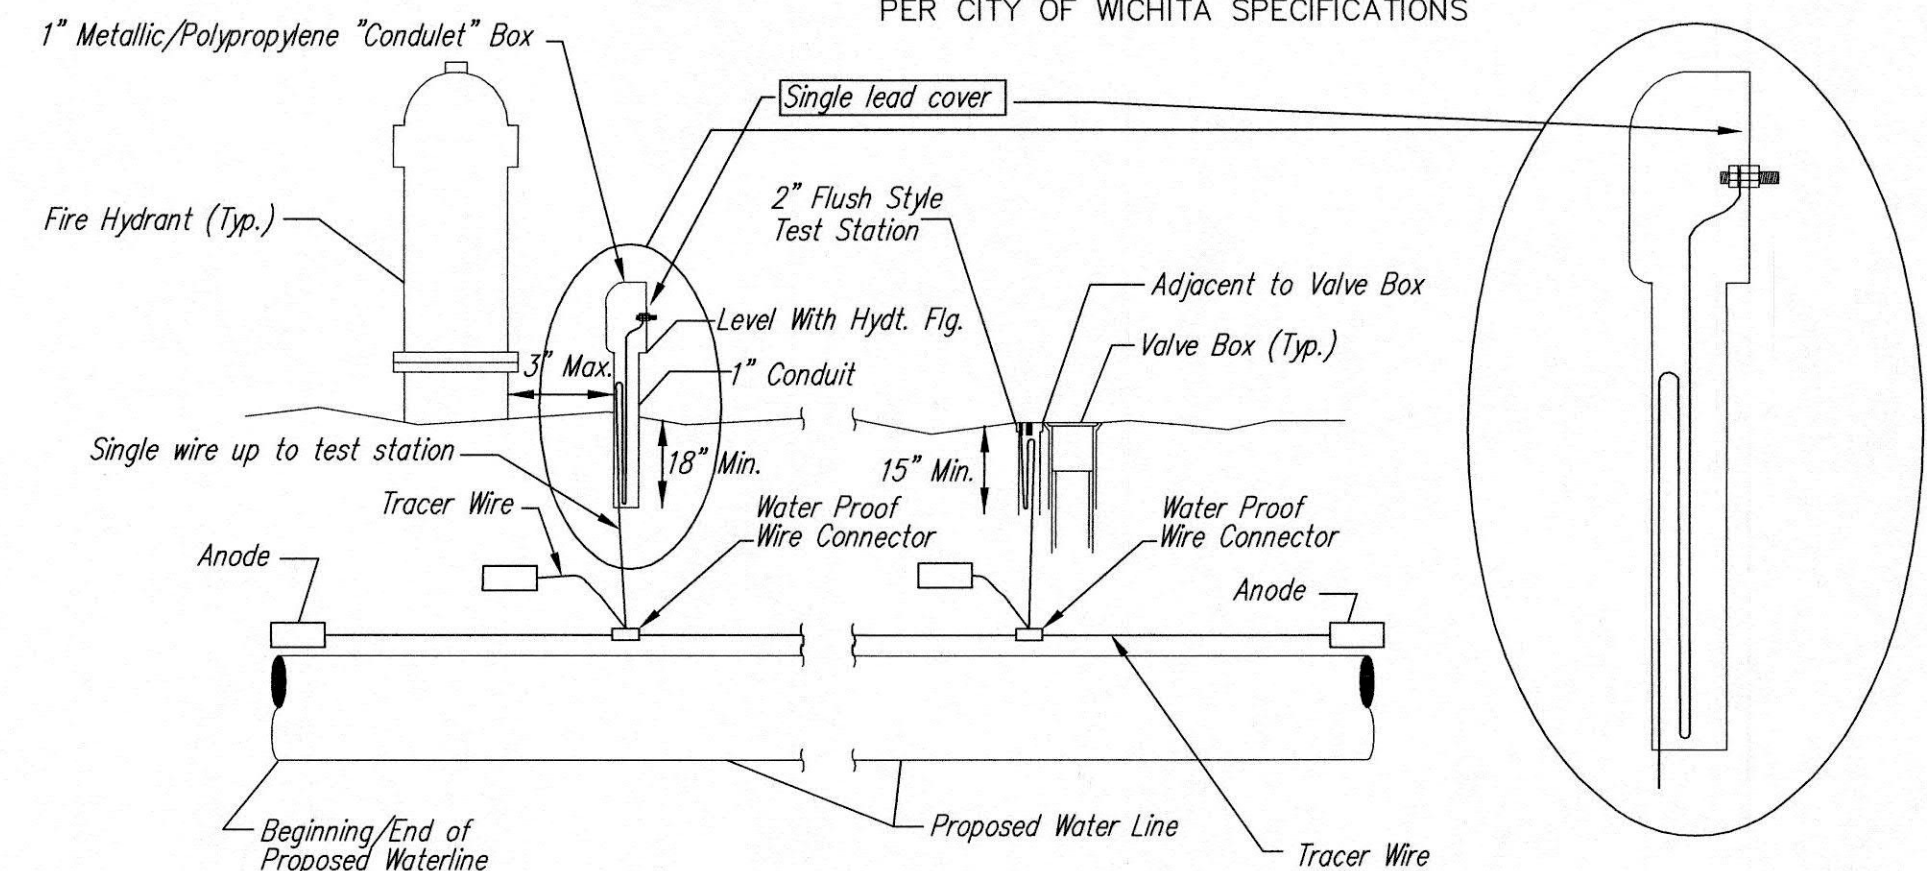 PER CITY OF WICHITA SPECIFICATIONS
1" Metallic/Polypropylene "Condulet" Box
Single lead cover
Fire Hydrant (Typ.)
2" Flush Style
Test Station
Adjacent to Valve Box
Level With Hydt. Flg.
Valve Box (Typ.)
3" Max.
1" Conduit
Single wire up to test station
18" Min.
15" Min.
Tracer Wire
Water Proof
Wire Connector
Water Proof
Wire Connector
Anode
Anode
Beginning/End of
Proposed Waterline
Proposed Water Line
Tracer Wire